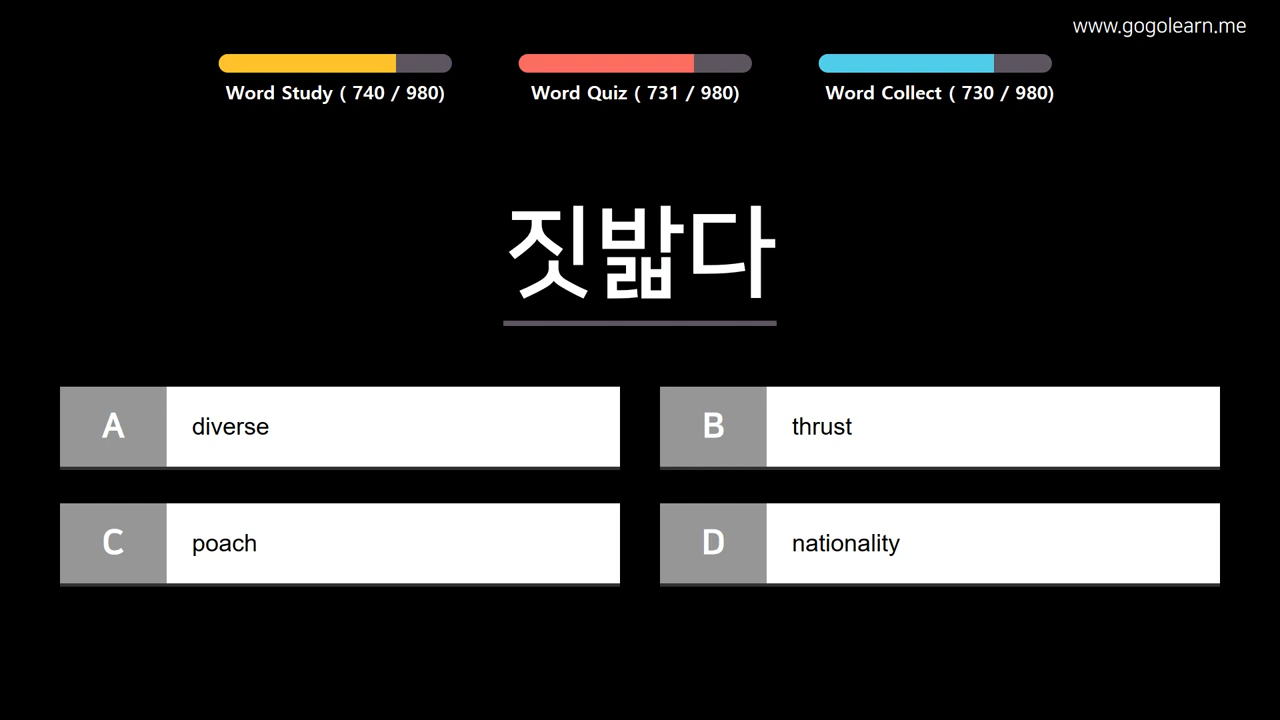 www.gogolearn.me
Word Study ( 740 / 980)
Word Quiz ( 731 / 980)
Word Collect ( 730 / 980)
짓밟다
A diverse
B thrust
C poach
D nationality